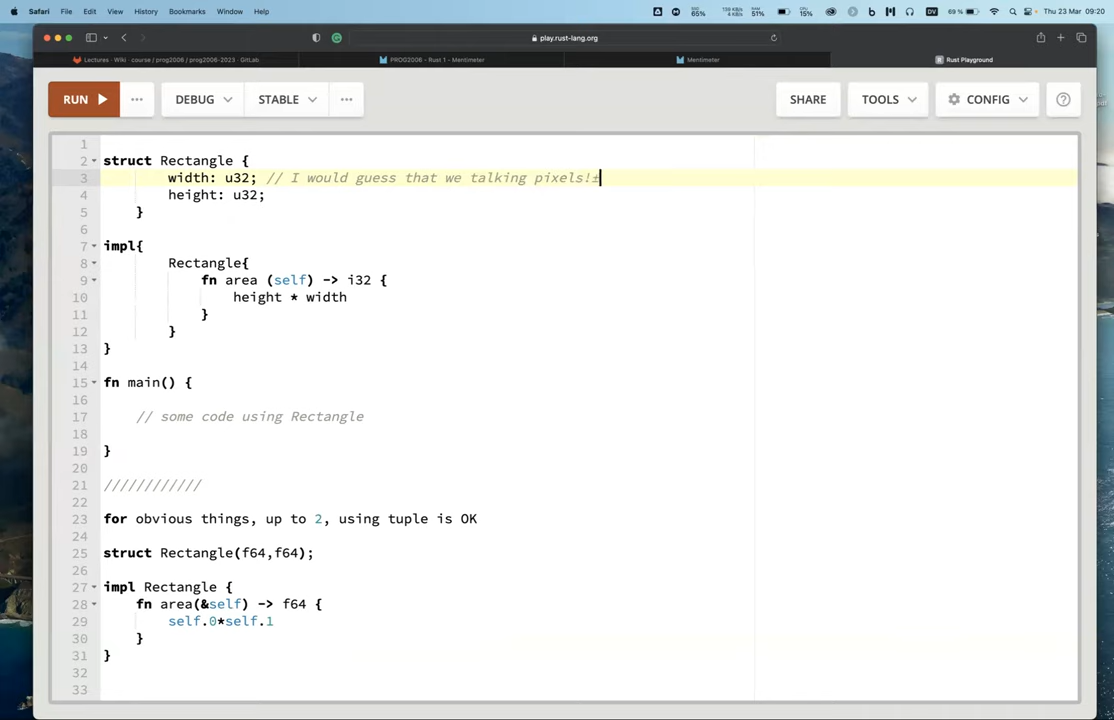 Safari File Edit View History Bookmarks Window Help
65% 51% 15% DV 69 % Thu 23 Mar 09:20
play.rust-lang.org
Lectures · Wiki · course / prog2006 / prog2006-2023 · GitLab
PROG2006 - Rust 1 - Mentimeter
Mentimeter
Rust Playground
RUN
DEBUG
STABLE
SHARE
TOOLS
CONFIG
1
2 struct Rectangle {
3 width: u32; // I would guess that we talking pixels!±
4 height: u32;
5 }
6
7 impl{
8 Rectangle{
9 fn area (self) -> i32 {
10 height * width
11 }
12 }
13 }
14
15 fn main() {
16
17 // some code using Rectangle
18
19 }
20
21 ////////////
22
23 for obvious things, up to 2, using tuple is OK
24
25 struct Rectangle(f64,f64);
26
27 impl Rectangle {
28 fn area(&self) -> f64 {
29 self.0*self.1
30 }
31 }
32
33